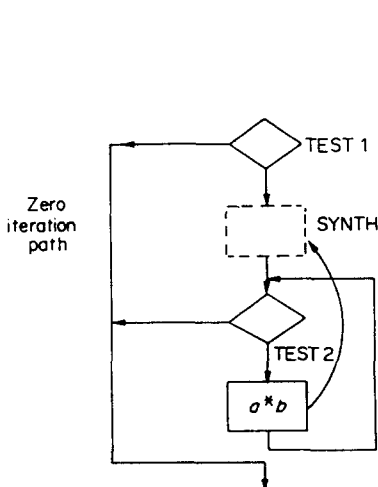 TEST 1
Zero
iteration
path
SYNTH
TEST 2
a*b